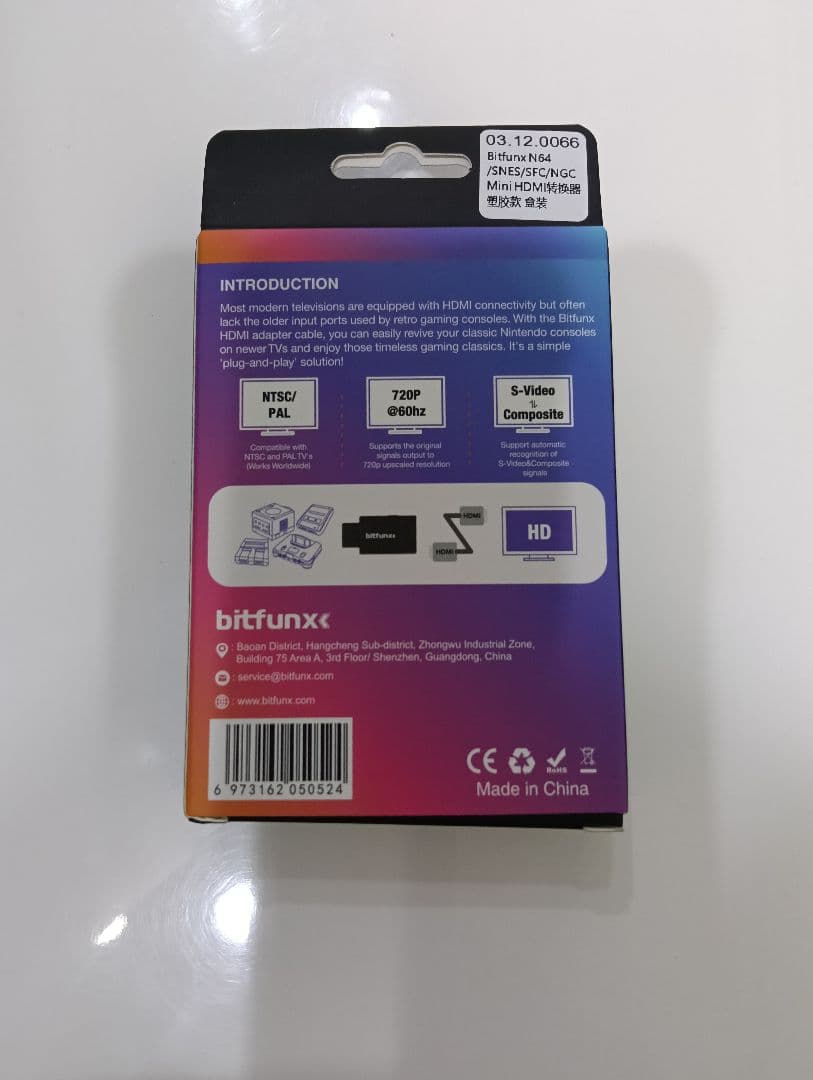 03.12.0066
Bitfunx N64
/SNES/SFC/NGC
Mini HDMI转换器
塑胶款 盒装
INTRODUCTION
Most modern televisions are equipped with HDMI connectivity but often
lack the older input ports used by retro gaming consoles. With the Bitfunx
HDMI adapter cable, you can easily revive your classic Nintendo consoles
on newer TVs and enjoy those timeless gaming classics. It's a simple
'plug-and-play' solution!
NTSC/
PAL
720P
@60hz
S-Video
⇅
Composite
Compatible with
NTSC and PAL TV's
(Works Worldwide)
Supports the original
signals output to
720p upscaled resolution
Support automatic
recognition of
S-Video&Composite
signals
bitfunx
HDMI
HDMI
HD
bitfunx
: Baoan District, Hangcheng Sub-district, Zhongwu Industrial Zone,
Building 75 Area A, 3rd Floor/ Shenzhen, Guangdong, China
: service@bitfunx.com
: www.bitfunx.com
6 973162 050524
CE
RoHS
Made in China